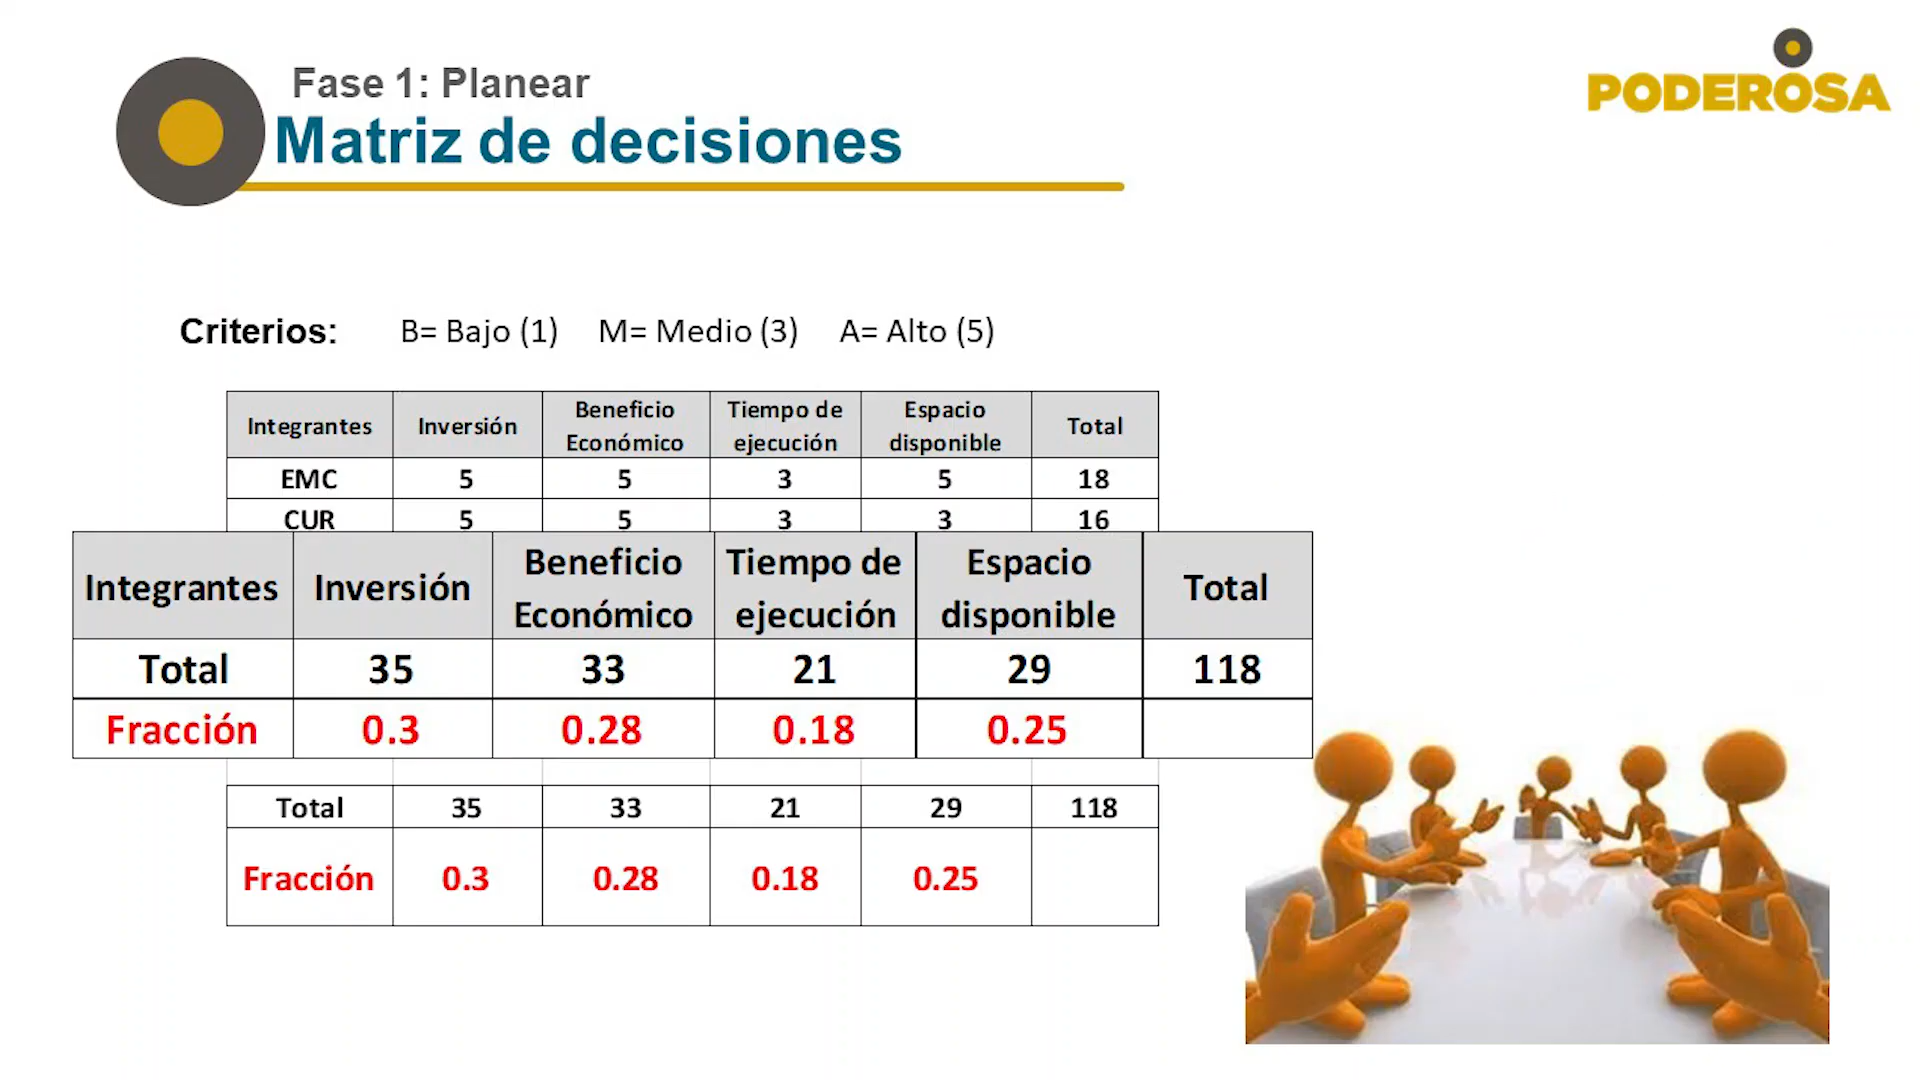 Fase 1: Planear
PODEROSA
Matriz de decisiones
Criterios: B= Bajo (1) M= Medio (3) A= Alto (5)
Integrantes Inversión Beneficio Económico Tiempo de ejecución Espacio disponible Total
EMC 5 5 3 5 18
CUR 5 5 3 3 16
Integrantes Inversión Beneficio Económico Tiempo de ejecución Espacio disponible Total
Total 35 33 21 29 118
Fracción 0.3 0.28 0.18 0.25
Total 35 33 21 29 118
Fracción 0.3 0.28 0.18 0.25